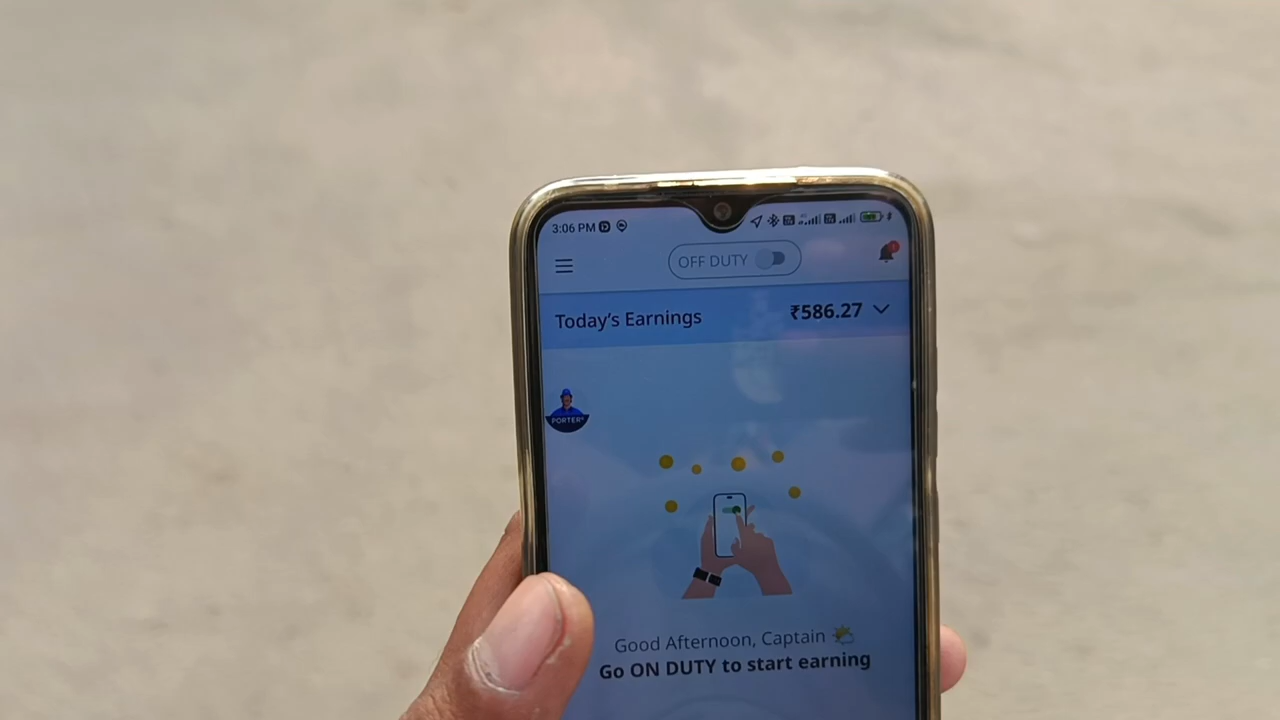 3:06 PM
OFF DUTY
Today's Earnings ₹586.27
PORTER
Good Afternoon, Captain
Go ON DUTY to start earning